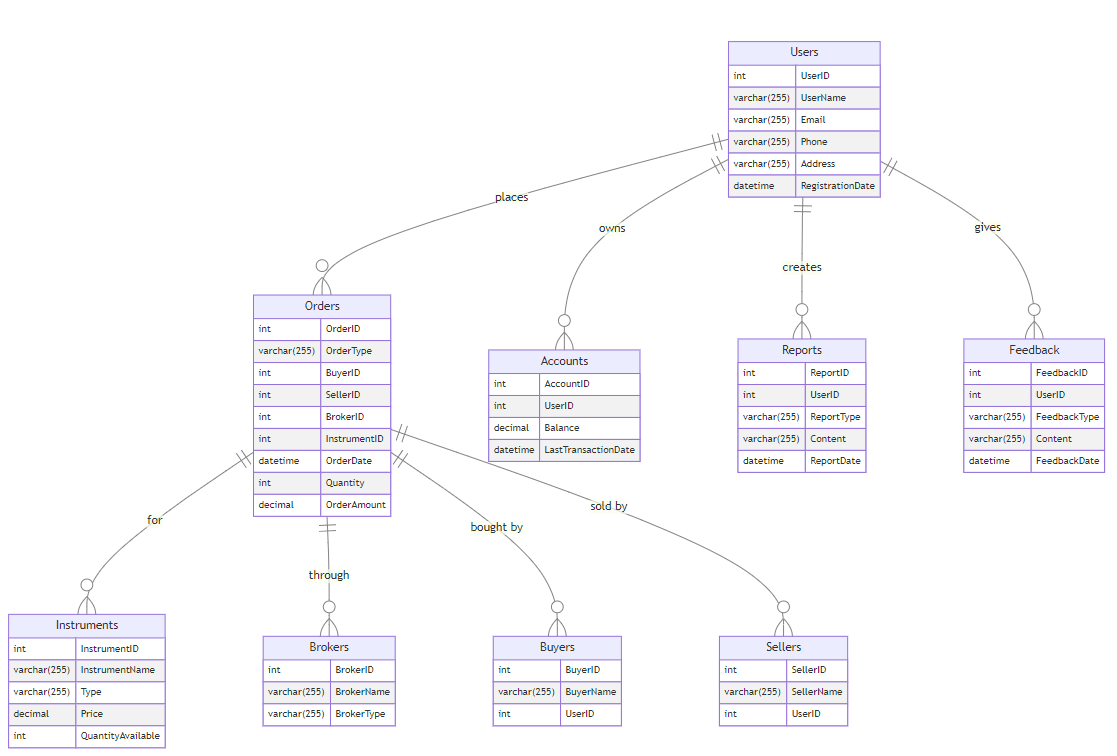 Users
int UserID
varchar(255) UserName
varchar(255) Email
varchar(255) Phone
varchar(255) Address
datetime RegistrationDate
places
owns
creates
gives
Orders
int OrderID
varchar(255) OrderType
int BuyerID
int SellerID
int BrokerID
int InstrumentID
datetime OrderDate
int Quantity
decimal OrderAmount
Accounts
int AccountID
int UserID
decimal Balance
datetime LastTransactionDate
Reports
int ReportID
int UserID
varchar(255) ReportType
varchar(255) Content
datetime ReportDate
Feedback
int FeedbackID
int UserID
varchar(255) FeedbackType
varchar(255) Content
datetime FeedbackDate
for
through
bought by
sold by
Instruments
int InstrumentID
varchar(255) InstrumentName
varchar(255) Type
decimal Price
int QuantityAvailable
Brokers
int BrokerID
varchar(255) BrokerName
varchar(255) BrokerType
Buyers
int BuyerID
varchar(255) BuyerName
int UserID
Sellers
int SellerID
varchar(255) SellerName
int UserID